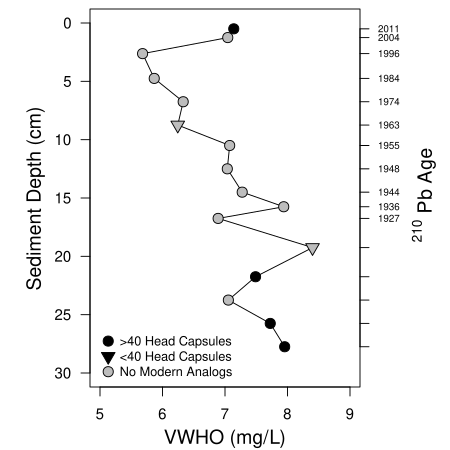 0
5
10
15
20
25
30
Sediment Depth (cm)
2011
2004
1996
1984
1974
1963
1955
1948
1944
1936
1927
210 Pb Age
>40 Head Capsules
<40 Head Capsules
No Modern Analogs
5 6 7 8 9
VWHO (mg/L)